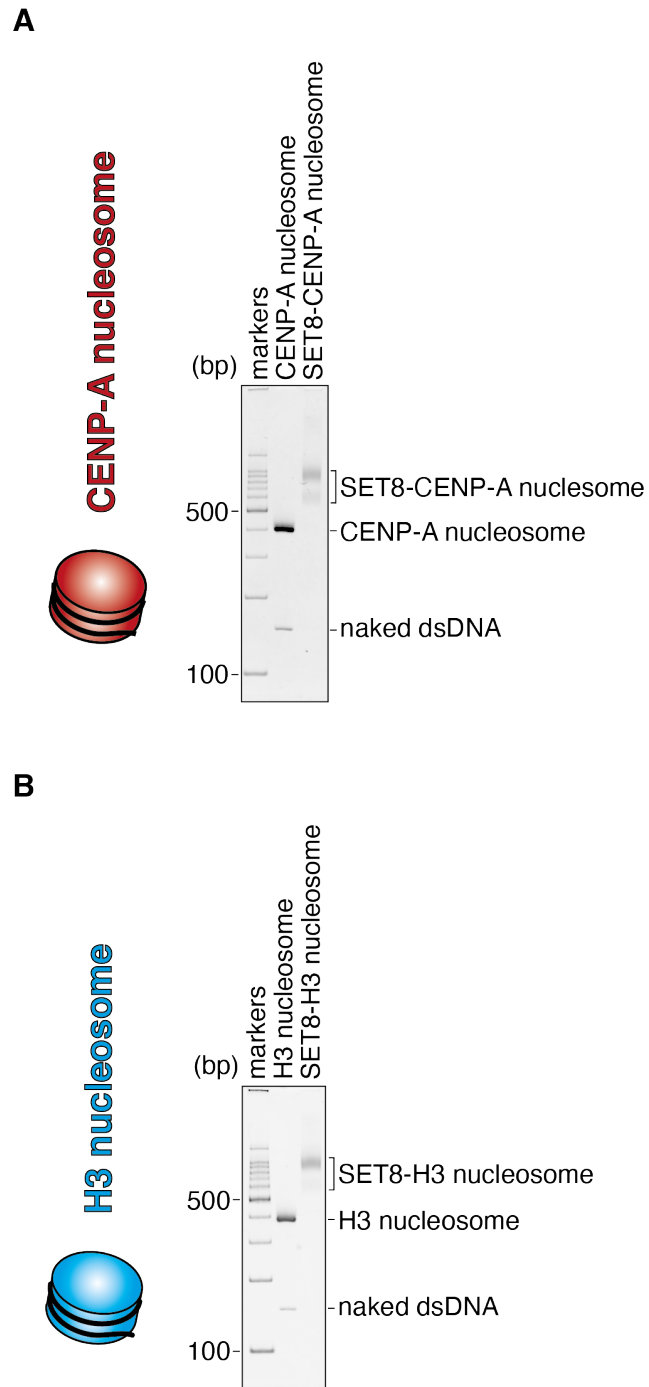 A
CENP-A nucleosome
(bp)
markers
CENP-A nucleosome
SET8-CENP-A nucleosome
SET8-CENP-A nuclesome
500
CENP-A nucleosome
naked dsDNA
100
B
H3 nucleosome
(bp)
markers
H3 nucleosome
SET8-H3 nucleosome
SET8-H3 nucleosome
500
H3 nucleosome
naked dsDNA
100